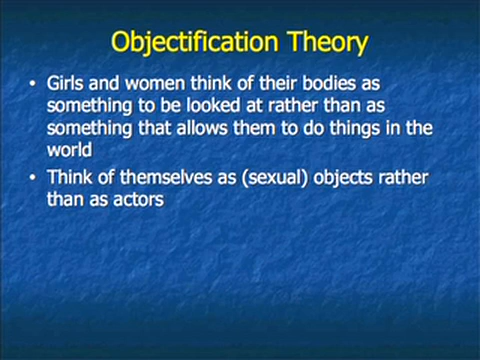 Objectification Theory
• Girls and women think of their bodies as
something to be looked at rather than as
something that allows them to do things in the
world
• Think of themselves as (sexual) objects rather
than as actors